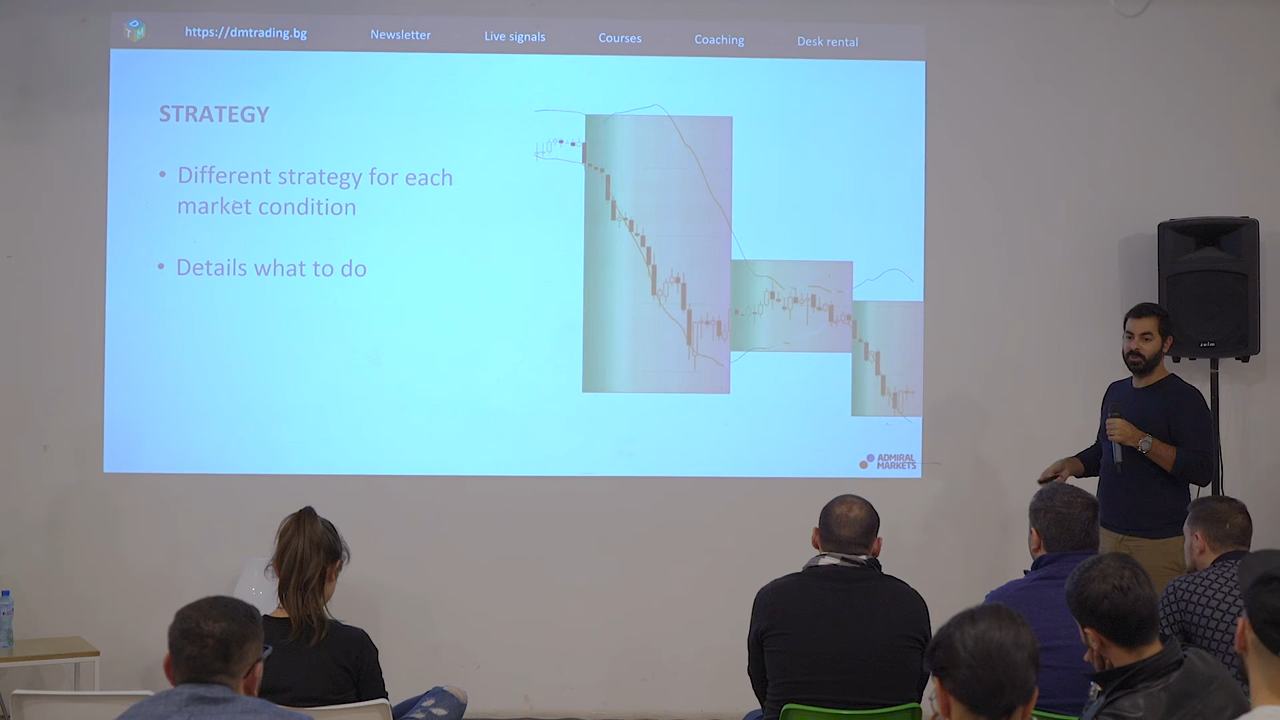 https://dmtrading.bg Newsletter Live signals Courses Coaching Desk rental
STRATEGY
• Different strategy for each
market condition
• Details what to do
ADMIRAL
MARKETS